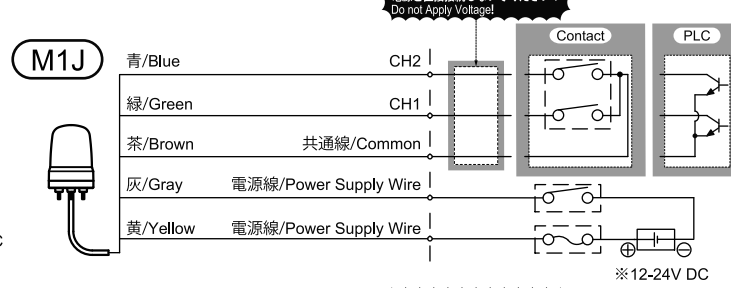 Do not Apply Voltage!
Contact
PLC
M1J
青/Blue
CH2
緑/Green
CH1
茶/Brown
共通線/Common
灰/Gray
電源線/Power Supply Wire
黄/Yellow
電源線/Power Supply Wire
※12-24V DC